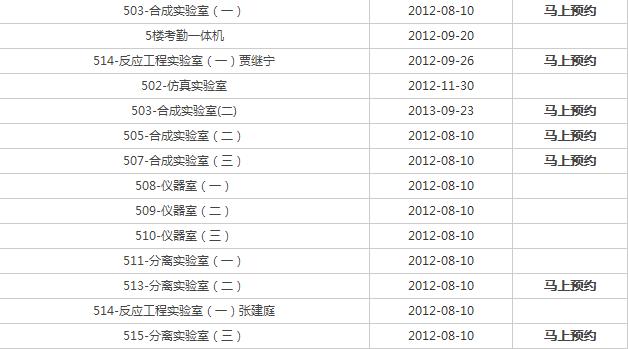 503-合成实验室（一） 2012-08-10 马上预约
5楼考勤一体机 2012-09-20
514-反应工程实验室（一）贾继宁 2012-09-26 马上预约
502-仿真实验室 2012-11-30
503-合成实验室(二) 2013-09-23 马上预约
505-合成实验室（二） 2012-08-10 马上预约
507-合成实验室（三） 2012-08-10 马上预约
508-仪器室（一） 2012-08-10
509-仪器室（二） 2012-08-10
510-仪器室（三） 2012-08-10
511-分离实验室（一） 2012-08-10
513-分离实验室（二） 2012-08-10 马上预约
514-反应工程实验室（一）张建庭 2012-08-10
515-分离实验室（三） 2012-08-10 马上预约